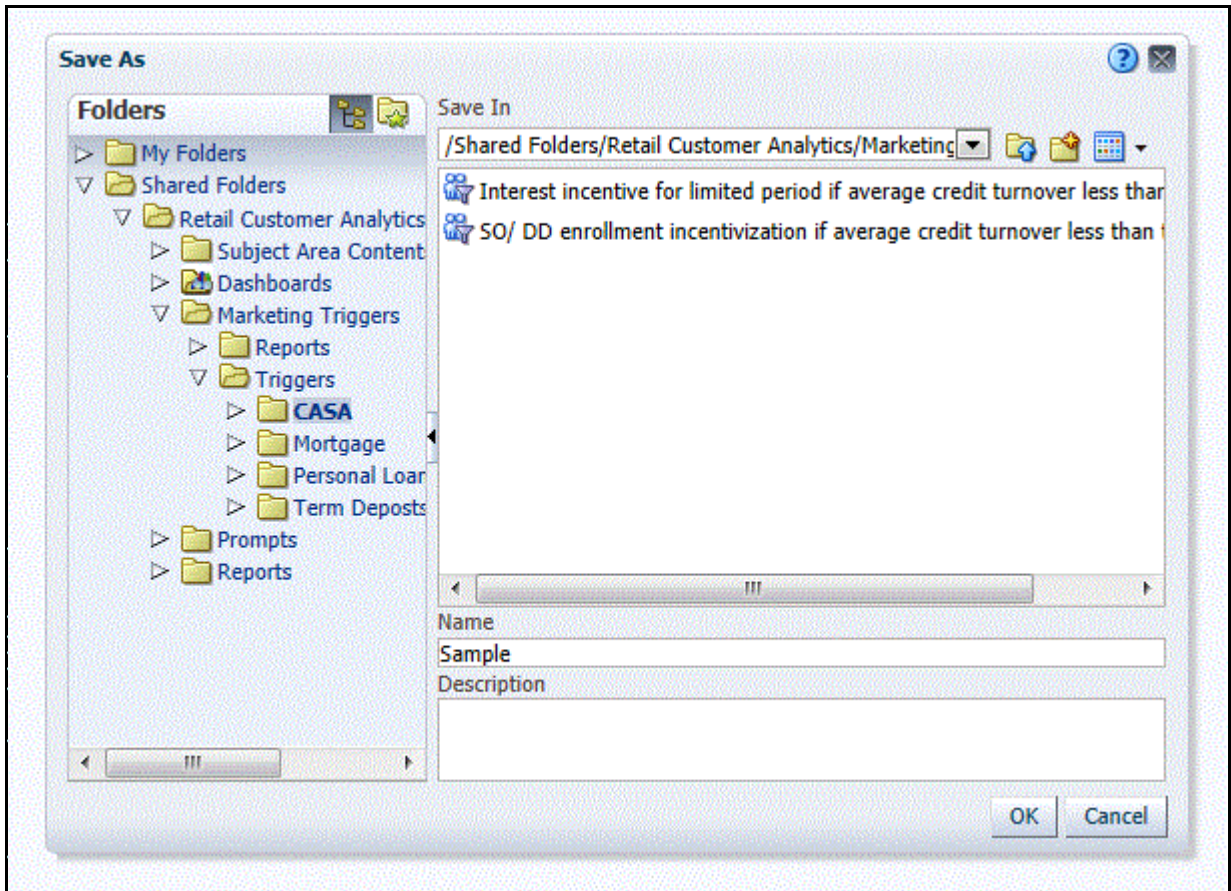 Save As
Folders
My Folders
Shared Folders
Retail Customer Analytics
Subject Area Content
Dashboards
Marketing Triggers
Reports
Triggers
CASA
Mortgage
Personal Loan
Term Deposts
Prompts
Reports
Save In
/Shared Folders/Retail Customer Analytics/Marketing
Interest incentive for limited period if average credit turnover less than
SO/ DD enrollment incentivization if average credit turnover less than
Name
Sample
Description
OK Cancel